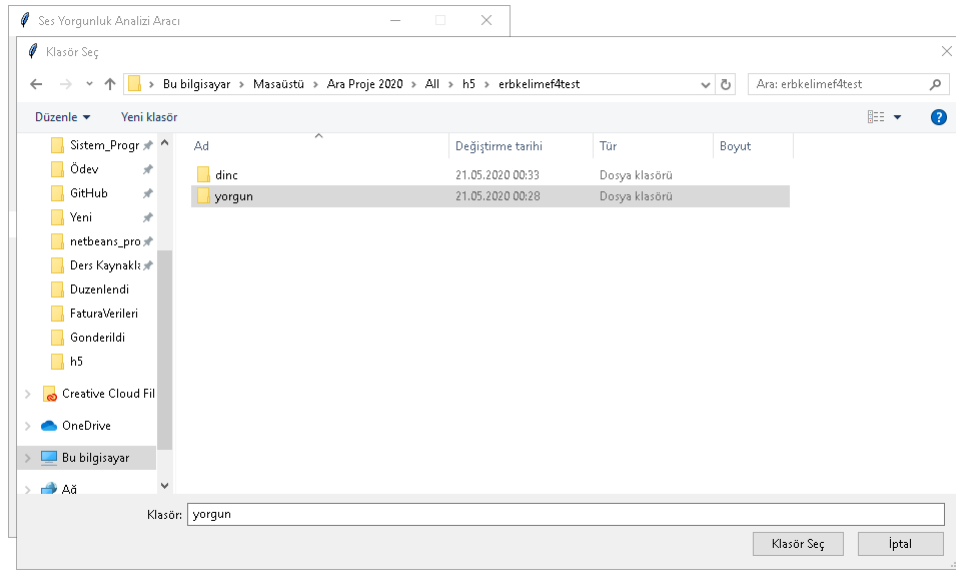 Ses Yorgunluk Analizi Aracı
Klasör Seç
Bu bilgisayar > Masaüstü > Ara Proje 2020 > All > h5 > erbkelimef4test
Ara: erbkelimef4test
Düzenle
Yeni klasör
Ad
Değiştirme tarihi
Tür
Boyut
dinc
21.05.2020 00:33
Dosya klasörü
yorgun
21.05.2020 00:28
Dosya klasörü
Sistem_Progr
Ödev
GitHub
Yeni
netbeans_pro
Ders Kaynakla
Duzenlendi
FaturaVerileri
Gonderildi
h5
Creative Cloud Fil
OneDrive
Bu bilgisayar
Ağ
Klasör:
yorgun
Klasör Seç
İptal